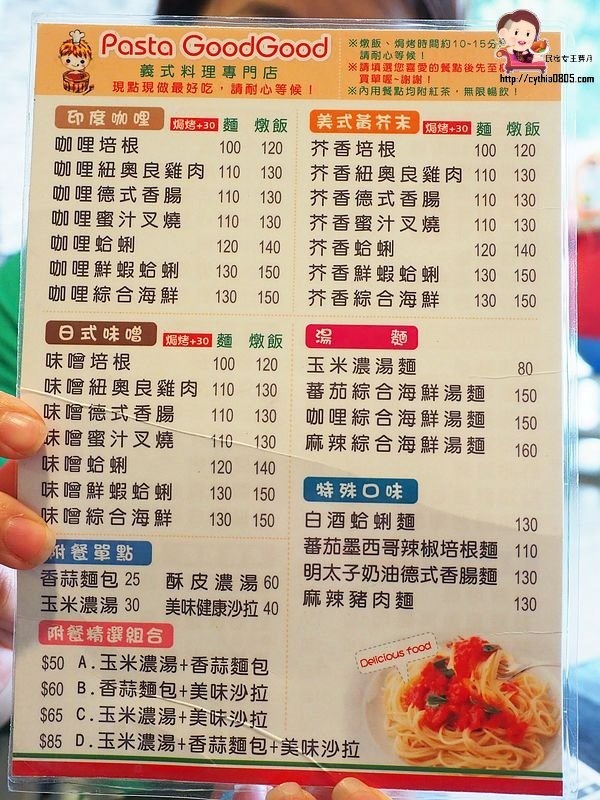 Pasta GoodGood
義式料理專門店
現點現做最好吃，請耐心等候！
※燉飯、焗烤時間約10~15分
請耐心等候！
※請填選您喜愛的餐點後先至
買單喔~謝謝！
※內用餐點均附紅茶，無限暢飲！
http://cythia0805.com
印度咖哩 焗烤+30 麵 燉飯
咖哩培根 100 120
咖哩紐奧良雞肉 110 130
咖哩德式香腸 110 130
咖哩蜜汁叉燒 110 130
咖哩蛤蜊 120 140
咖哩鮮蝦蛤蜊 130 150
咖哩綜合海鮮 130 150
美式黃芥末 焗烤+30 麵 燉飯
芥香培根 100 120
芥香紐奧良雞肉 110 130
芥香德式香腸 110 130
芥香蜜汁叉燒 110 130
芥香蛤蜊 120 140
芥香鮮蝦蛤蜊 130 150
芥香綜合海鮮 130 150
日式味噌 焗烤+30 麵 燉飯
味噌培根 100 120
味噌紐奧良雞肉 110 130
味噌德式香腸 110 130
味噌蜜汁叉燒 110 130
味噌蛤蜊 120 140
味噌鮮蝦蛤蜊 130 150
味噌綜合海鮮 130 150
湯麵
玉米濃湯麵 80
蕃茄綜合海鮮湯麵 150
咖哩綜合海鮮湯麵 150
麻辣綜合海鮮湯麵 160
特殊口味
白酒蛤蜊麵 130
蕃茄墨西哥辣椒培根麵 110
明太子奶油德式香腸麵 130
麻辣豬肉麵 130
附餐單點
香蒜麵包 25 酥皮濃湯 60
玉米濃湯 30 美味健康沙拉 40
附餐精選組合
$50 A.玉米濃湯+香蒜麵包
$60 B.香蒜麵包+美味沙拉
$65 C.玉米濃湯+美味沙拉
$85 D.玉米濃湯+香蒜麵包+美味沙拉
Delicious food